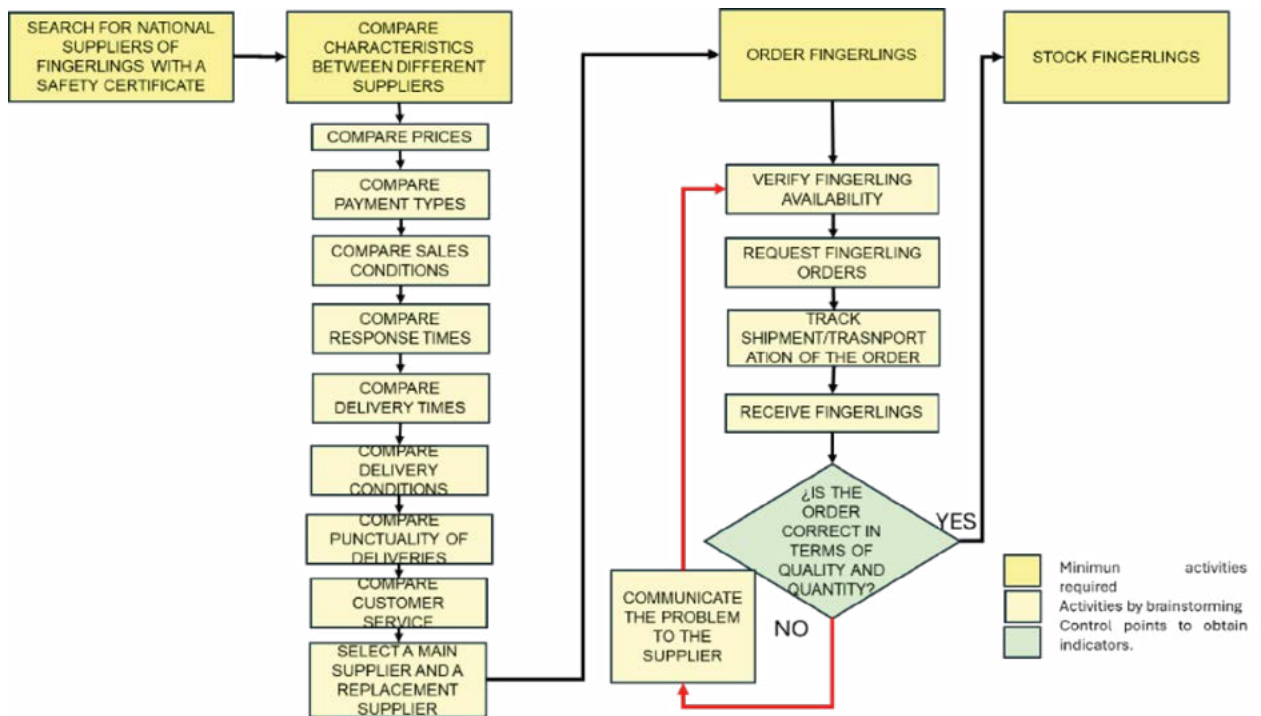 SEARCH FOR NATIONAL
SUPPLIERS OF
FINGERLINGS WITH A
SAFETY CERTIFICATE
COMPARE
CHARACTERISTICS
BETWEEN DIFFERENT
SUPPLIERS
COMPARE PRICES
COMPARE
PAYMENT TYPES
COMPARE SALES
CONDITIONS
COMPARE
RESPONSE TIMES
COMPARE
DELIVERY TIMES
COMPARE
DELIVERY
CONDITIONS
COMPARE
PUNCTUALITY OF
DELIVERIES
COMPARE
CUSTOMER
SERVICE
SELECT A MAIN
SUPPLIER AND A
REPLACEMENT
SUPPLIER
ORDER FINGERLINGS
VERIFY FINGERLING
AVAILABILITY
REQUEST FINGERLING
ORDERS
TRACK
SHIPMENT/TRASNPORT
ATION OF THE ORDER
RECEIVE FINGERLINGS
¿IS THE
ORDER
CORRECT IN
TERMS OF
QUALITY AND
QUANTITY?
YES
NO
COMMUNICATE
THE PROBLEM
TO THE
SUPPLIER
STOCK FINGERLINGS
Minimun activities
required
Activities by brainstorming
Control points to obtain
indicators.